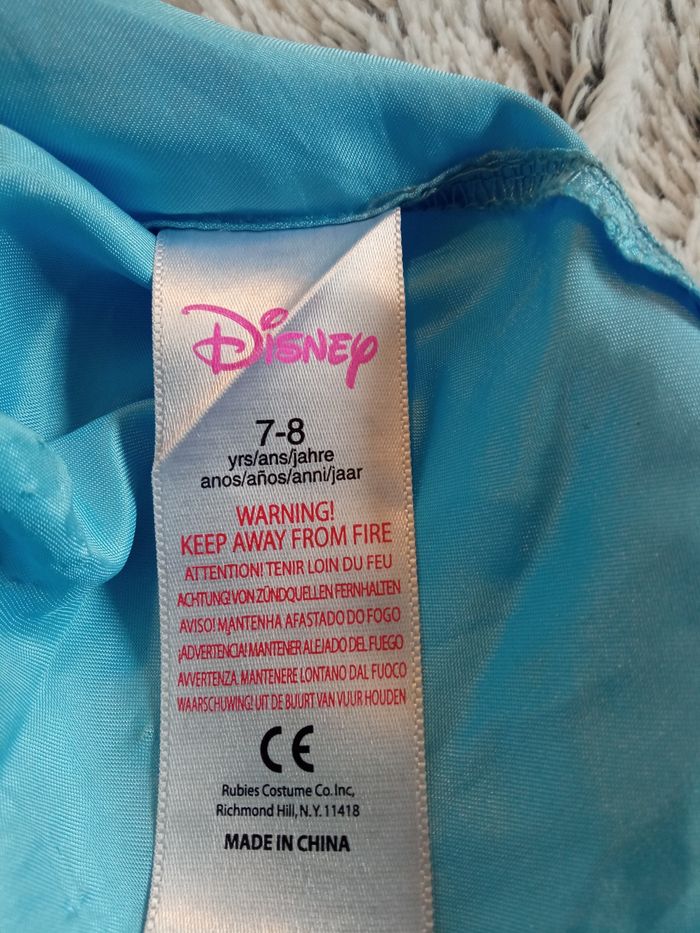 Disney
7-8
yrs/ans/jahre
anos/años/anni/jaar
WARNING!
KEEP AWAY FROM FIRE
ATTENTION! TENIR LOIN DU FEU
ACHTUNG! VON ZÜNDQUELLEN FERNHALTEN
AVISO! MANTENHA AFASTADO DO FOGO
¡ADVERTENCIA! MANTENER ALEJADO DEL FUEGO
AVVERTENZA. MANTENERE LONTANO DAL FUOCO
WAARSCHUWING! UIT DE BUURT VAN VUUR HOUDEN
CE
Rubies Costume Co. Inc,
Richmond Hill, N.Y. 11418
MADE IN CHINA